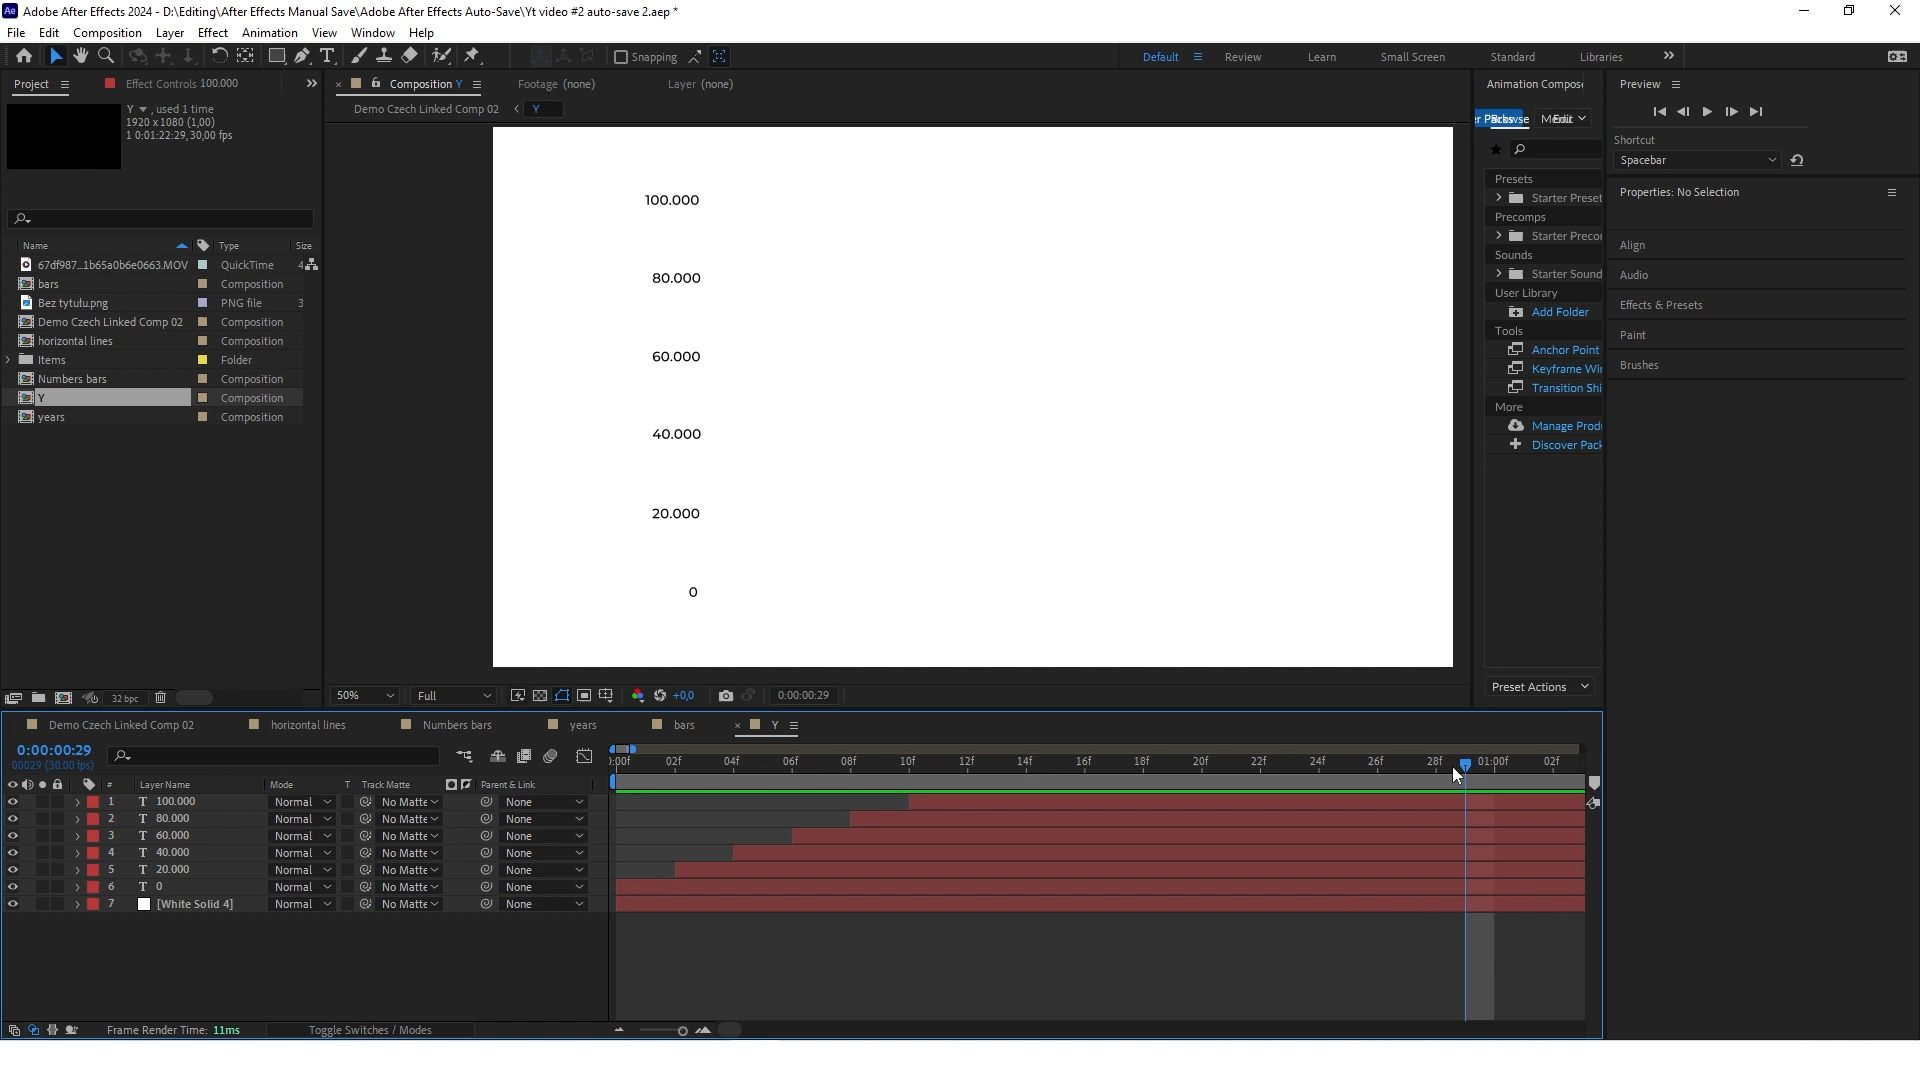 Adobe After Effects 2024 - D:\Editing\After Effects Manual Save\Adobe After Effects Auto-Save\Yt video #2 auto-save 2.aep *
File Edit Composition Layer Effect Animation View Window Help
Snapping Default Review Learn Small Screen Standard Libraries
Project Effect Controls 100.000
Y , used 1 time
1920 x 1080 (1,00)
1 0:01:22:29, 30,00 fps
Name Type Size
67df987...1b65a0b6e0663.MOV QuickTime 4
bars Composition
Bez tytułu.png PNG file 3
Demo Czech Linked Comp 02 Composition
horizontal lines Composition
Items Folder
Numbers bars Composition
Y Composition
years Composition
32 bpc
Composition Y Footage (none) Layer (none)
Demo Czech Linked Comp 02 Y
100.000
80.000
60.000
40.000
20.000
0
50% Full +0,0 0:00:00:29
Animation Compos
Edit
Presets
Starter Preset
Precomps
Starter Precor
Sounds
Starter Sound
User Library
Add Folder
Tools
Anchor Point
Keyframe Wi
Transition Shi
More
Manage Prod
Discover Pack
Preset Actions
Preview
Shortcut
Spacebar
Properties: No Selection
Align
Audio
Effects & Presets
Paint
Brushes
Demo Czech Linked Comp 02 horizontal lines Numbers bars years bars Y
0:00:00:29
00029 (30.00 fps)
):00f 02f 04f 06f 08f 10f 12f 14f 16f 18f 20f 22f 24f 26f 28f 01:00f 02f
# Layer Name Mode T Track Matte Parent & Link
1 T 100.000 Normal No Matte None
2 T 80.000 Normal No Matte None
3 T 60.000 Normal No Matte None
4 T 40.000 Normal No Matte None
5 T 20.000 Normal No Matte None
6 T 0 Normal No Matte None
7 [White Solid 4] Normal No Matte None
Frame Render Time: 11ms Toggle Switches / Modes